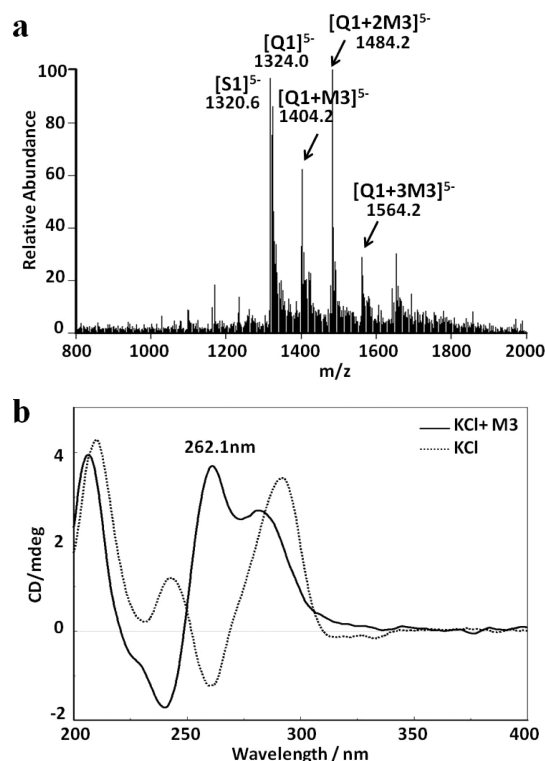 a
[Q1+2M3]⁵⁻
1484.2
[Q1]⁵⁻
1324.0
[S1]⁵⁻
1320.6
[Q1+M3]⁵⁻
1404.2
[Q1+3M3]⁵⁻
1564.2
Relative Abundance
100
80
60
40
20
0
800 1000 1200 1400 1600 1800 2000
m/z
b
KCl+ M3
KCl
262.1nm
CD/mdeg
4
2
0
-2
200 250 300 350 400
Wavelength / nm